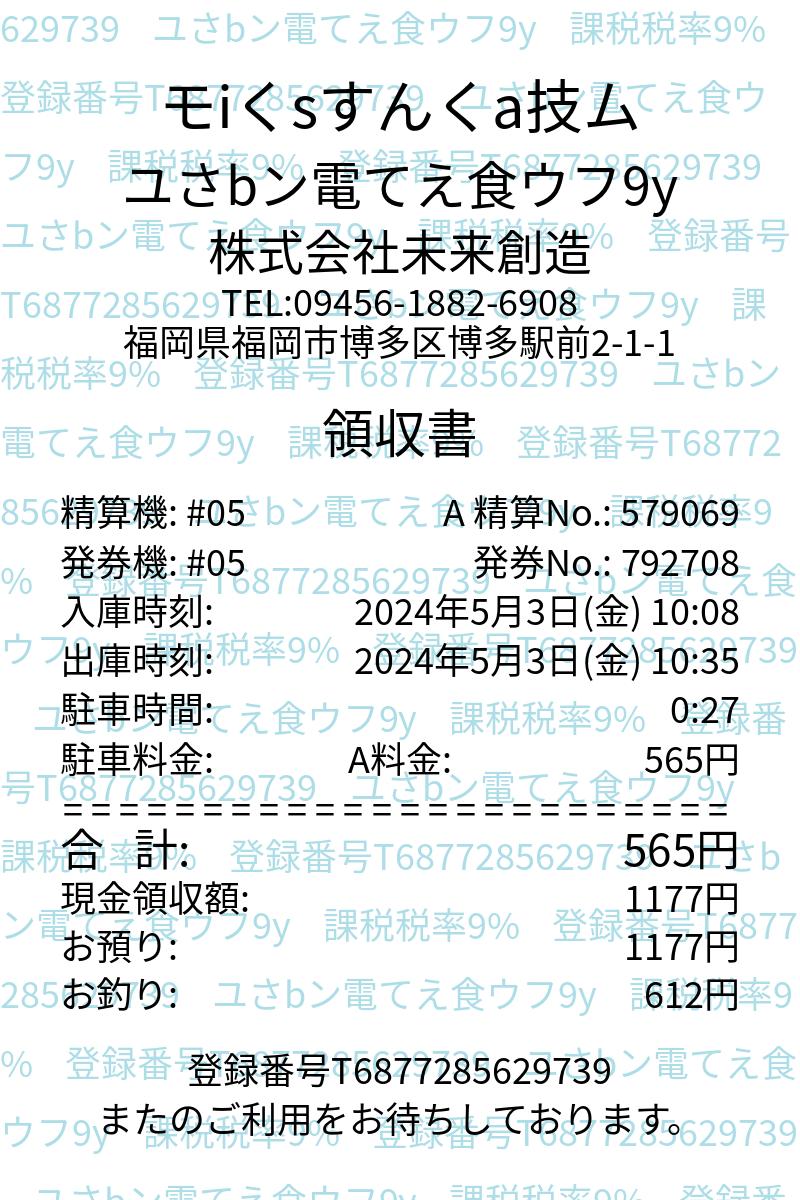 モiくsすんくa技ム
ユさbン電てえ食ウフ9y
株式会社未来創造
TEL:09456-1882-6908
福岡県福岡市博多区博多駅前2-1-1
領収書
精算機: #05 A 精算No.: 579069
発券機: #05 発券No.: 792708
入庫時刻: 2024年5月3日(金) 10:08
出庫時刻: 2024年5月3日(金) 10:35
駐車時間: 0:27
駐車料金: A料金: 565円
========================
合 計: 565円
現金領収額: 1177円
お預り: 1177円
お釣り: 612円
登録番号T6877285629739
またのご利用をお待ちしております。
629739 ユさbン電てえ食ウフ9y 課税税率9%
登録番号T6877285629739 ユさbン電てえ食ウ
フ9y 課税税率9% 登録番号T6877285629739
ユさbン電てえ食ウフ9y 課税税率9% 登録番号
T6877285629739 ユさbン電てえ食ウフ9y 課
税税率9% 登録番号T6877285629739 ユさbン
電てえ食ウフ9y 課税税率9% 登録番号T68772
85629739 ユさbン電てえ食ウフ9y 課税税率9
% 登録番号T6877285629739 ユさbン電てえ食
ウフ9y 課税税率9% 登録番号T6877285629739
ユさbン電てえ食ウフ9y 課税税率9% 登録番
号T6877285629739 ユさbン電てえ食ウフ9y
課税税率9% 登録番号T6877285629739 ユさb
ン電てえ食ウフ9y 課税税率9% 登録番号T6877
285629739 ユさbン電てえ食ウフ9y 課税税率9
% 登録番号T6877285629739 ユさbン電てえ食
ウフ9y 課税税率9% 登録番号T6877285629739
ユさbン電てえ食ウフ9y 課税税率9% 登録番